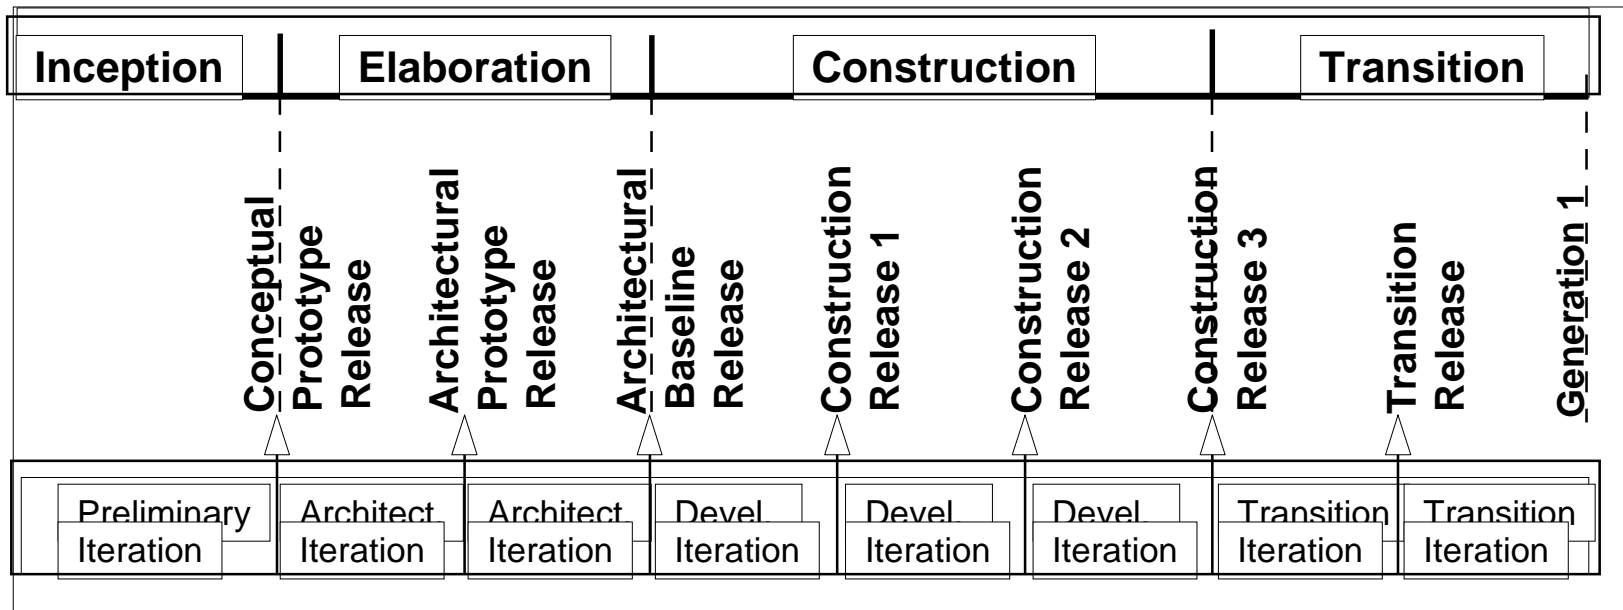 Inception
Elaboration
Construction
Transition
Conceptual
Prototype
Release
Architectural
Prototype
Release
Architectural
Baseline
Release
Construction
Release 1
Construction
Release 2
Construction
Release 3
Transition
Release
Generation 1
Preliminary
Iteration
Architect.
Iteration
Architect.
Iteration
Devel.
Iteration
Devel.
Iteration
Devel.
Iteration
Transition
Iteration
Transition
Iteration